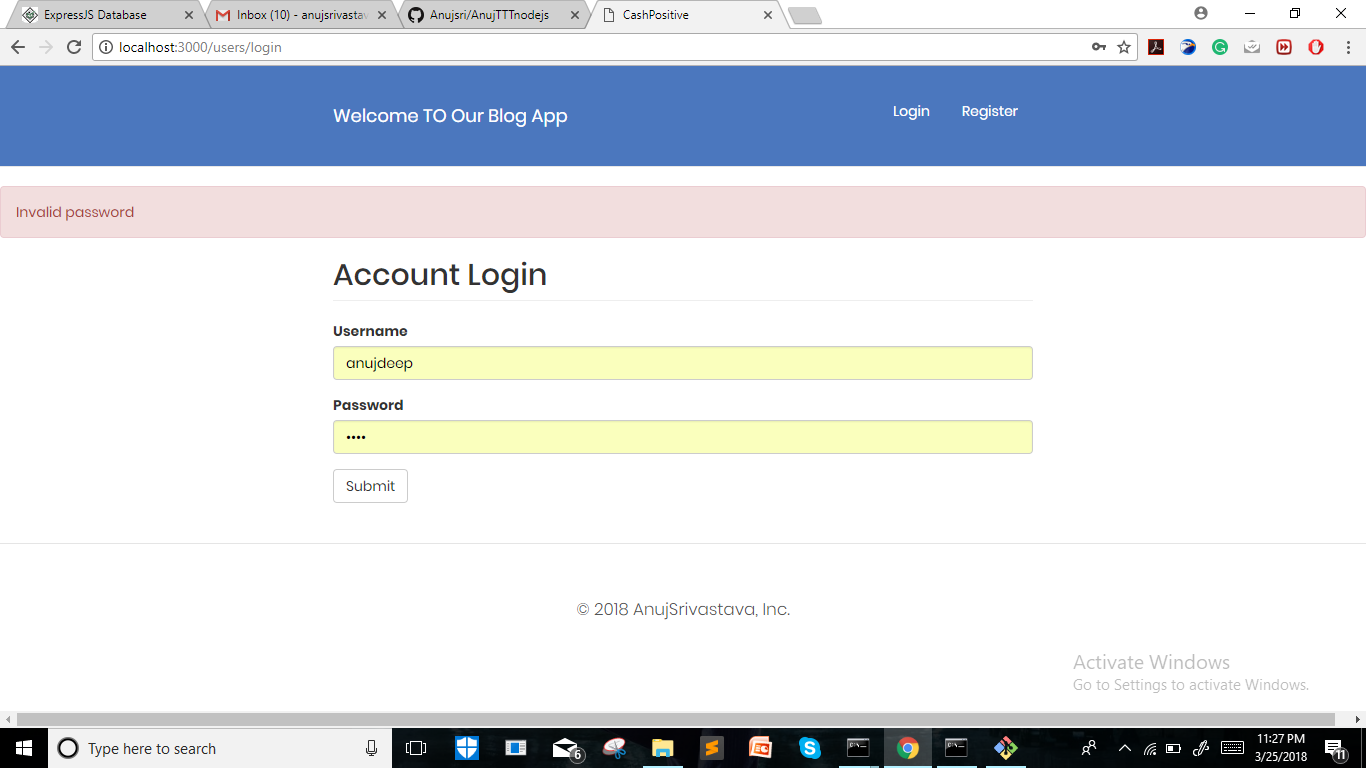 ExpressJS Database
Inbox (10) - anujsrivastav
Anujsri/AnujTTTnodejs
CashPositive
localhost:3000/users/login
Welcome TO Our Blog App
Login
Register
Invalid password
Account Login
Username
anujdeep
Password
••••
Submit
© 2018 AnujSrivastava, Inc.
Activate Windows
Go to Settings to activate Windows.
Type here to search
6
11:27 PM
3/25/2018
11